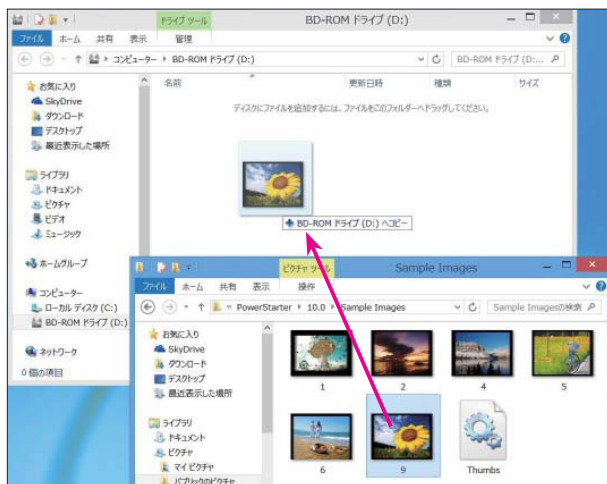 ドライブ ツール
BD-ROM ドライブ (D:)
ファイル ホーム 共有 表示 管理
コンピューター ▸ BD-ROM ドライブ (D:)
BD-ROM ドライブ (D:...
名前 更新日時 種類 サイズ
ディスクにファイルを追加するには、ファイルをこのフォルダーへドラッグしてください。
お気に入り
SkyDrive
ダウンロード
デスクトップ
最近表示した場所
ライブラリ
ドキュメント
ピクチャ
ビデオ
ミュージック
ホームグループ
コンピューター
ローカル ディスク (C:)
BD-ROM ドライブ (D:)
ネットワーク
0 個の項目
BD-ROM ドライブ (D:) へコピー
ピクチャ ツール
Sample Images
ファイル ホーム 共有 表示 操作
« PowerStarter ▸ 10.0 ▸ Sample Images
Sample Imagesの検索
お気に入り
SkyDrive
ダウンロード
デスクトップ
最近表示した場所
ライブラリ
ドキュメント
ピクチャ
マイ ピクチャ
パブリックのピクチャ
1 2 4 5
6 9 Thumbs